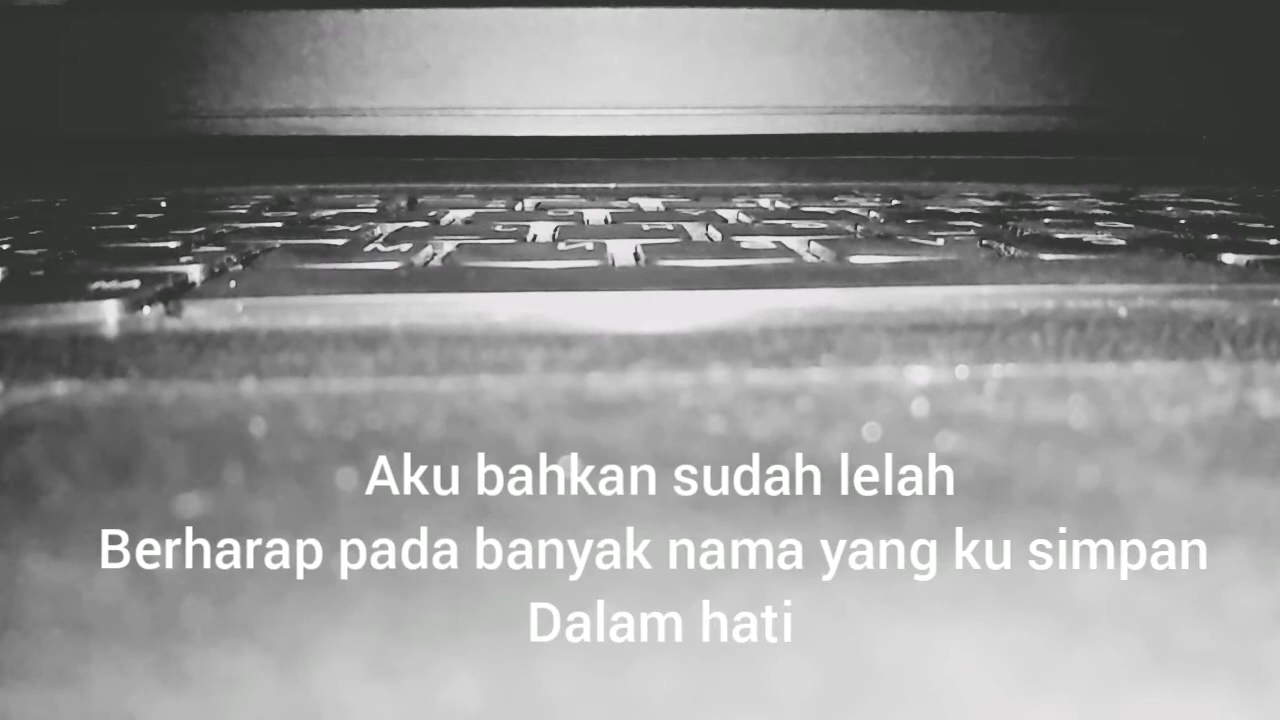 Aku bahkan sudah lelah
Berharap pada banyak nama yang ku simpan
Dalam hati